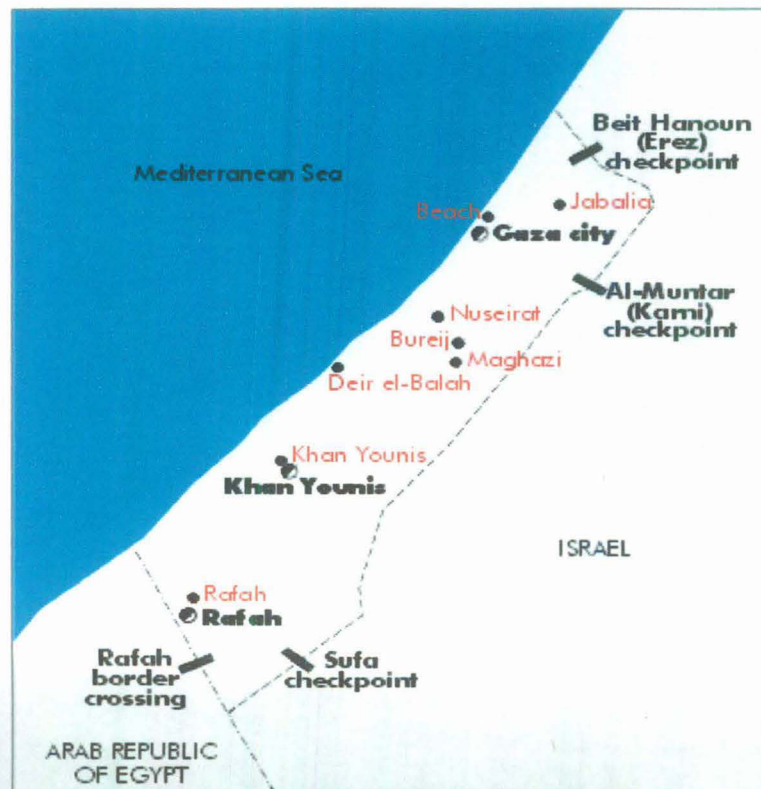 Beit Hanoun
(Erez)
checkpoint
Mediterranean Sea
Jabalia
Beach
Gaza city
Al-Muntar
(Karni)
checkpoint
Nuseirat
Bureij
Maghazi
Deir el-Balah
Khan Younis
Khan Younis
ISRAEL
Rafah
Rafah
Rafah
border
crossing
Sufa
checkpoint
ARAB REPUBLIC
OF EGYPT